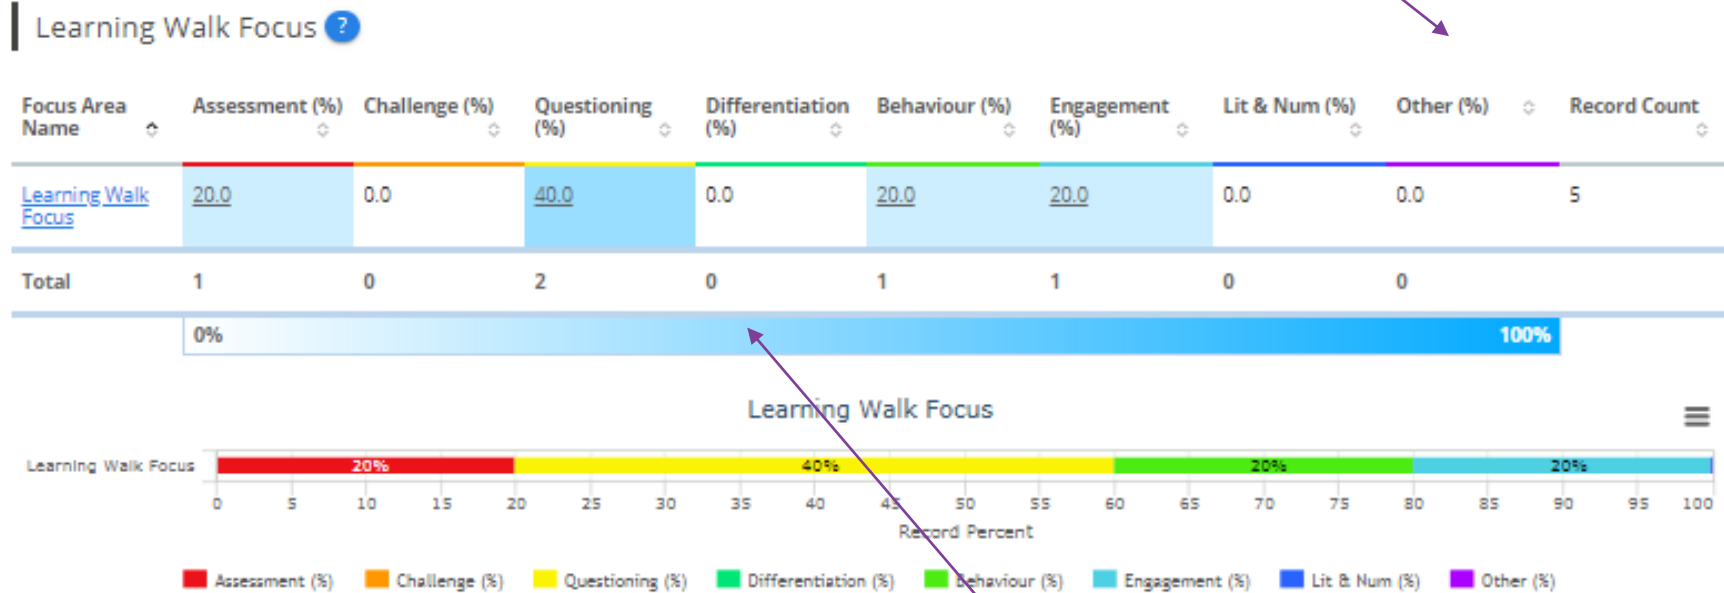 Learning Walk Focus ?
Focus Area Name Assessment (%) Challenge (%) Questioning (%) Differentiation (%) Behaviour (%) Engagement (%) Lit & Num (%) Other (%) Record Count
Learning Walk Focus 20.0 0.0 40.0 0.0 20.0 20.0 0.0 0.0 5
Total 1 0 2 0 1 1 0 0
0% 100%
Learning Walk Focus
Learning Walk Focus 20% 40% 20% 20%
0 5 10 15 20 25 30 35 40 45 50 55 60 65 70 75 80 85 90 95 100
Record Percent
Assessment (%) Challenge (%) Questioning (%) Differentiation (%) Behaviour (%) Engagement (%) Lit & Num (%) Other (%)